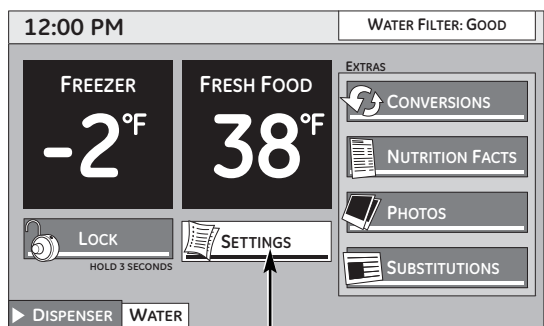 12:00 PM
WATER FILTER: GOOD
FREEZER
-2°F
FRESH FOOD
38°F
EXTRAS
CONVERSIONS
NUTRITION FACTS
PHOTOS
SUBSTITUTIONS
LOCK
HOLD 3 SECONDS
SETTINGS
DISPENSER WATER